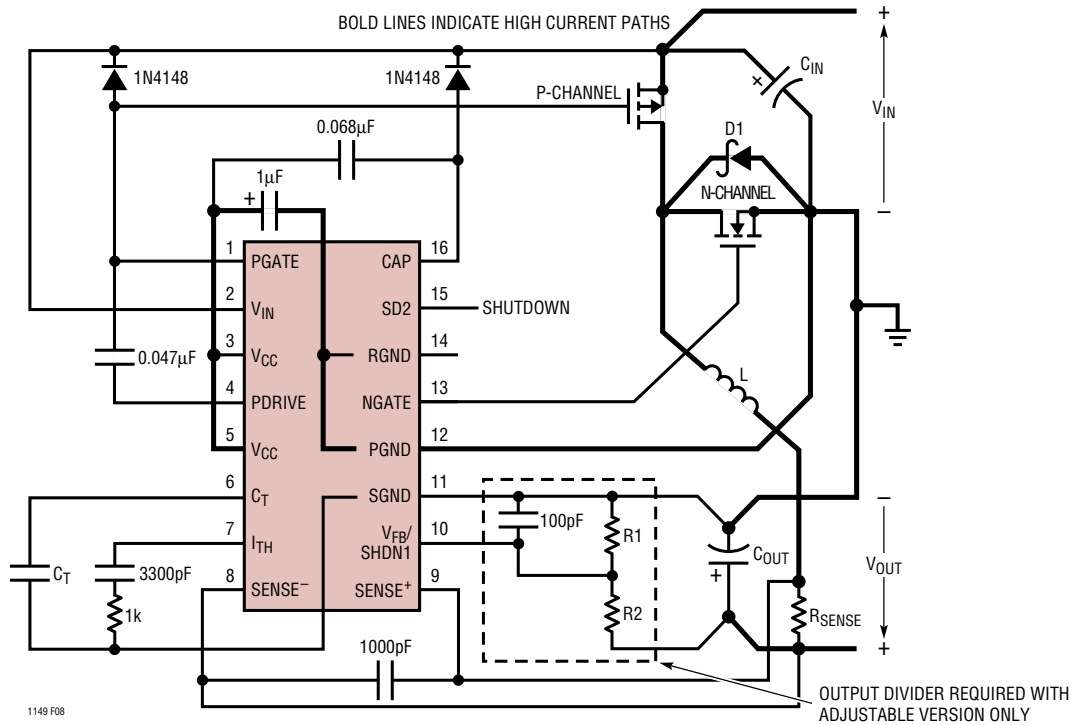 BOLD LINES INDICATE HIGH CURRENT PATHS
+
1N4148
1N4148
P-CHANNEL
+
CIN
VIN
0.068µF
D1
1µF
+
N-CHANNEL
−
1
PGATE
CAP
16
2
VIN
SD2
15
SHUTDOWN
3
VCC
RGND
14
0.047µF
L
4
PDRIVE
NGATE
13
5
VCC
PGND
12
6
CT
SGND
11
−
100pF
R1
7
ITH
VFB/
SHDN1
10
COUT
VOUT
CT
3300pF
8
SENSE−
SENSE+
9
+
1k
R2
RSENSE
1000pF
+
OUTPUT DIVIDER REQUIRED WITH
ADJUSTABLE VERSION ONLY
1149 F08